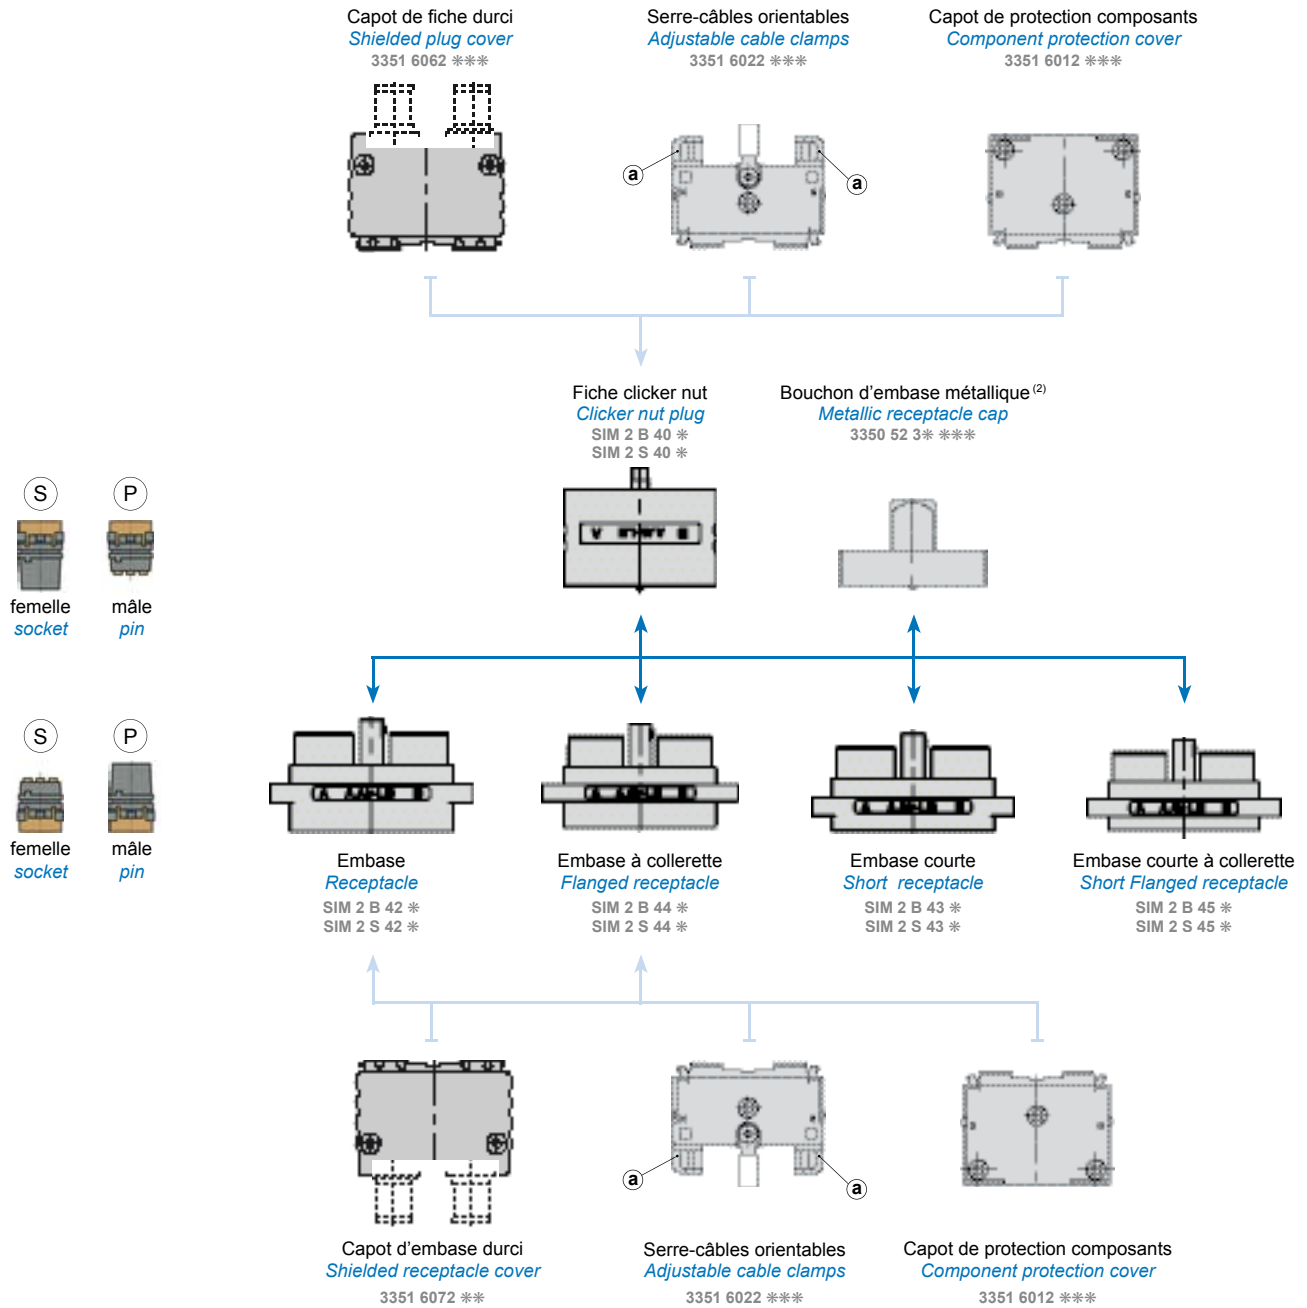 Capot de fiche durci
Shielded plug cover
3351 6062 ❋❋❋
Serre-câbles orientables
Adjustable cable clamps
3351 6022 ❋❋❋
Capot de protection composants
Component protection cover
3351 6012 ❋❋❋
a
a
Fiche clicker nut
Clicker nut plug
SIM 2 B 40 ❋
SIM 2 S 40 ❋
Bouchon d'embase métallique (2)
Metallic receptacle cap
3350 52 3❋ ❋❋❋
S
P
femelle
socket
mâle
pin
S
P
femelle
socket
mâle
pin
Embase
Receptacle
SIM 2 B 42 ❋
SIM 2 S 42 ❋
Embase à collerette
Flanged receptacle
SIM 2 B 44 ❋
SIM 2 S 44 ❋
Embase courte
Short receptacle
SIM 2 B 43 ❋
SIM 2 S 43 ❋
Embase courte à collerette
Short Flanged receptacle
SIM 2 B 45 ❋
SIM 2 S 45 ❋
a
a
Capot d'embase durci
Shielded receptacle cover
3351 6072 ❋❋
Serre-câbles orientables
Adjustable cable clamps
3351 6022 ❋❋❋
Capot de protection composants
Component protection cover
3351 6012 ❋❋❋